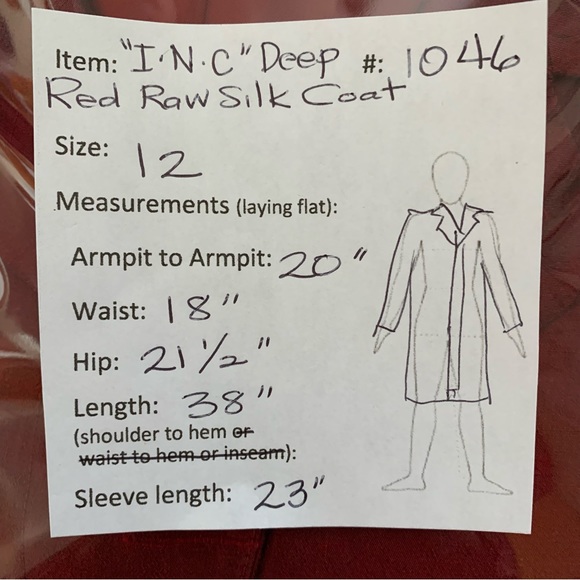 Item: "I·N·C" Deep #: 1046
Red Raw Silk Coat
Size: 12
Measurements (laying flat):
Armpit to Armpit: 20"
Waist: 18"
Hip: 21 1/2"
Length: 38"
(shoulder to hem or
waist to hem or inseam):
Sleeve length: 23"